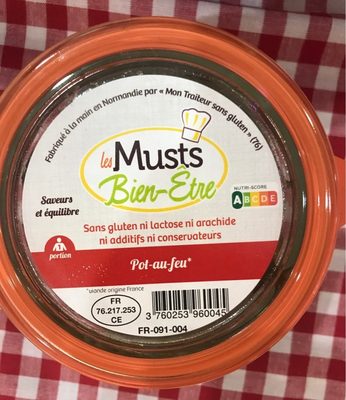 Fabriqué à la main en Normandie par « Mon Traiteur sans gluten » (76)
les Musts
Bien-Être
Saveurs
et équilibre
NUTRI-SCORE
A B C D E
Sans gluten ni lactose ni arachide
ni additifs ni conservateurs
portion
Pot-au-feu*
*viande origine France
FR
76.217.253
CE
3 760253 960045
FR-091-004